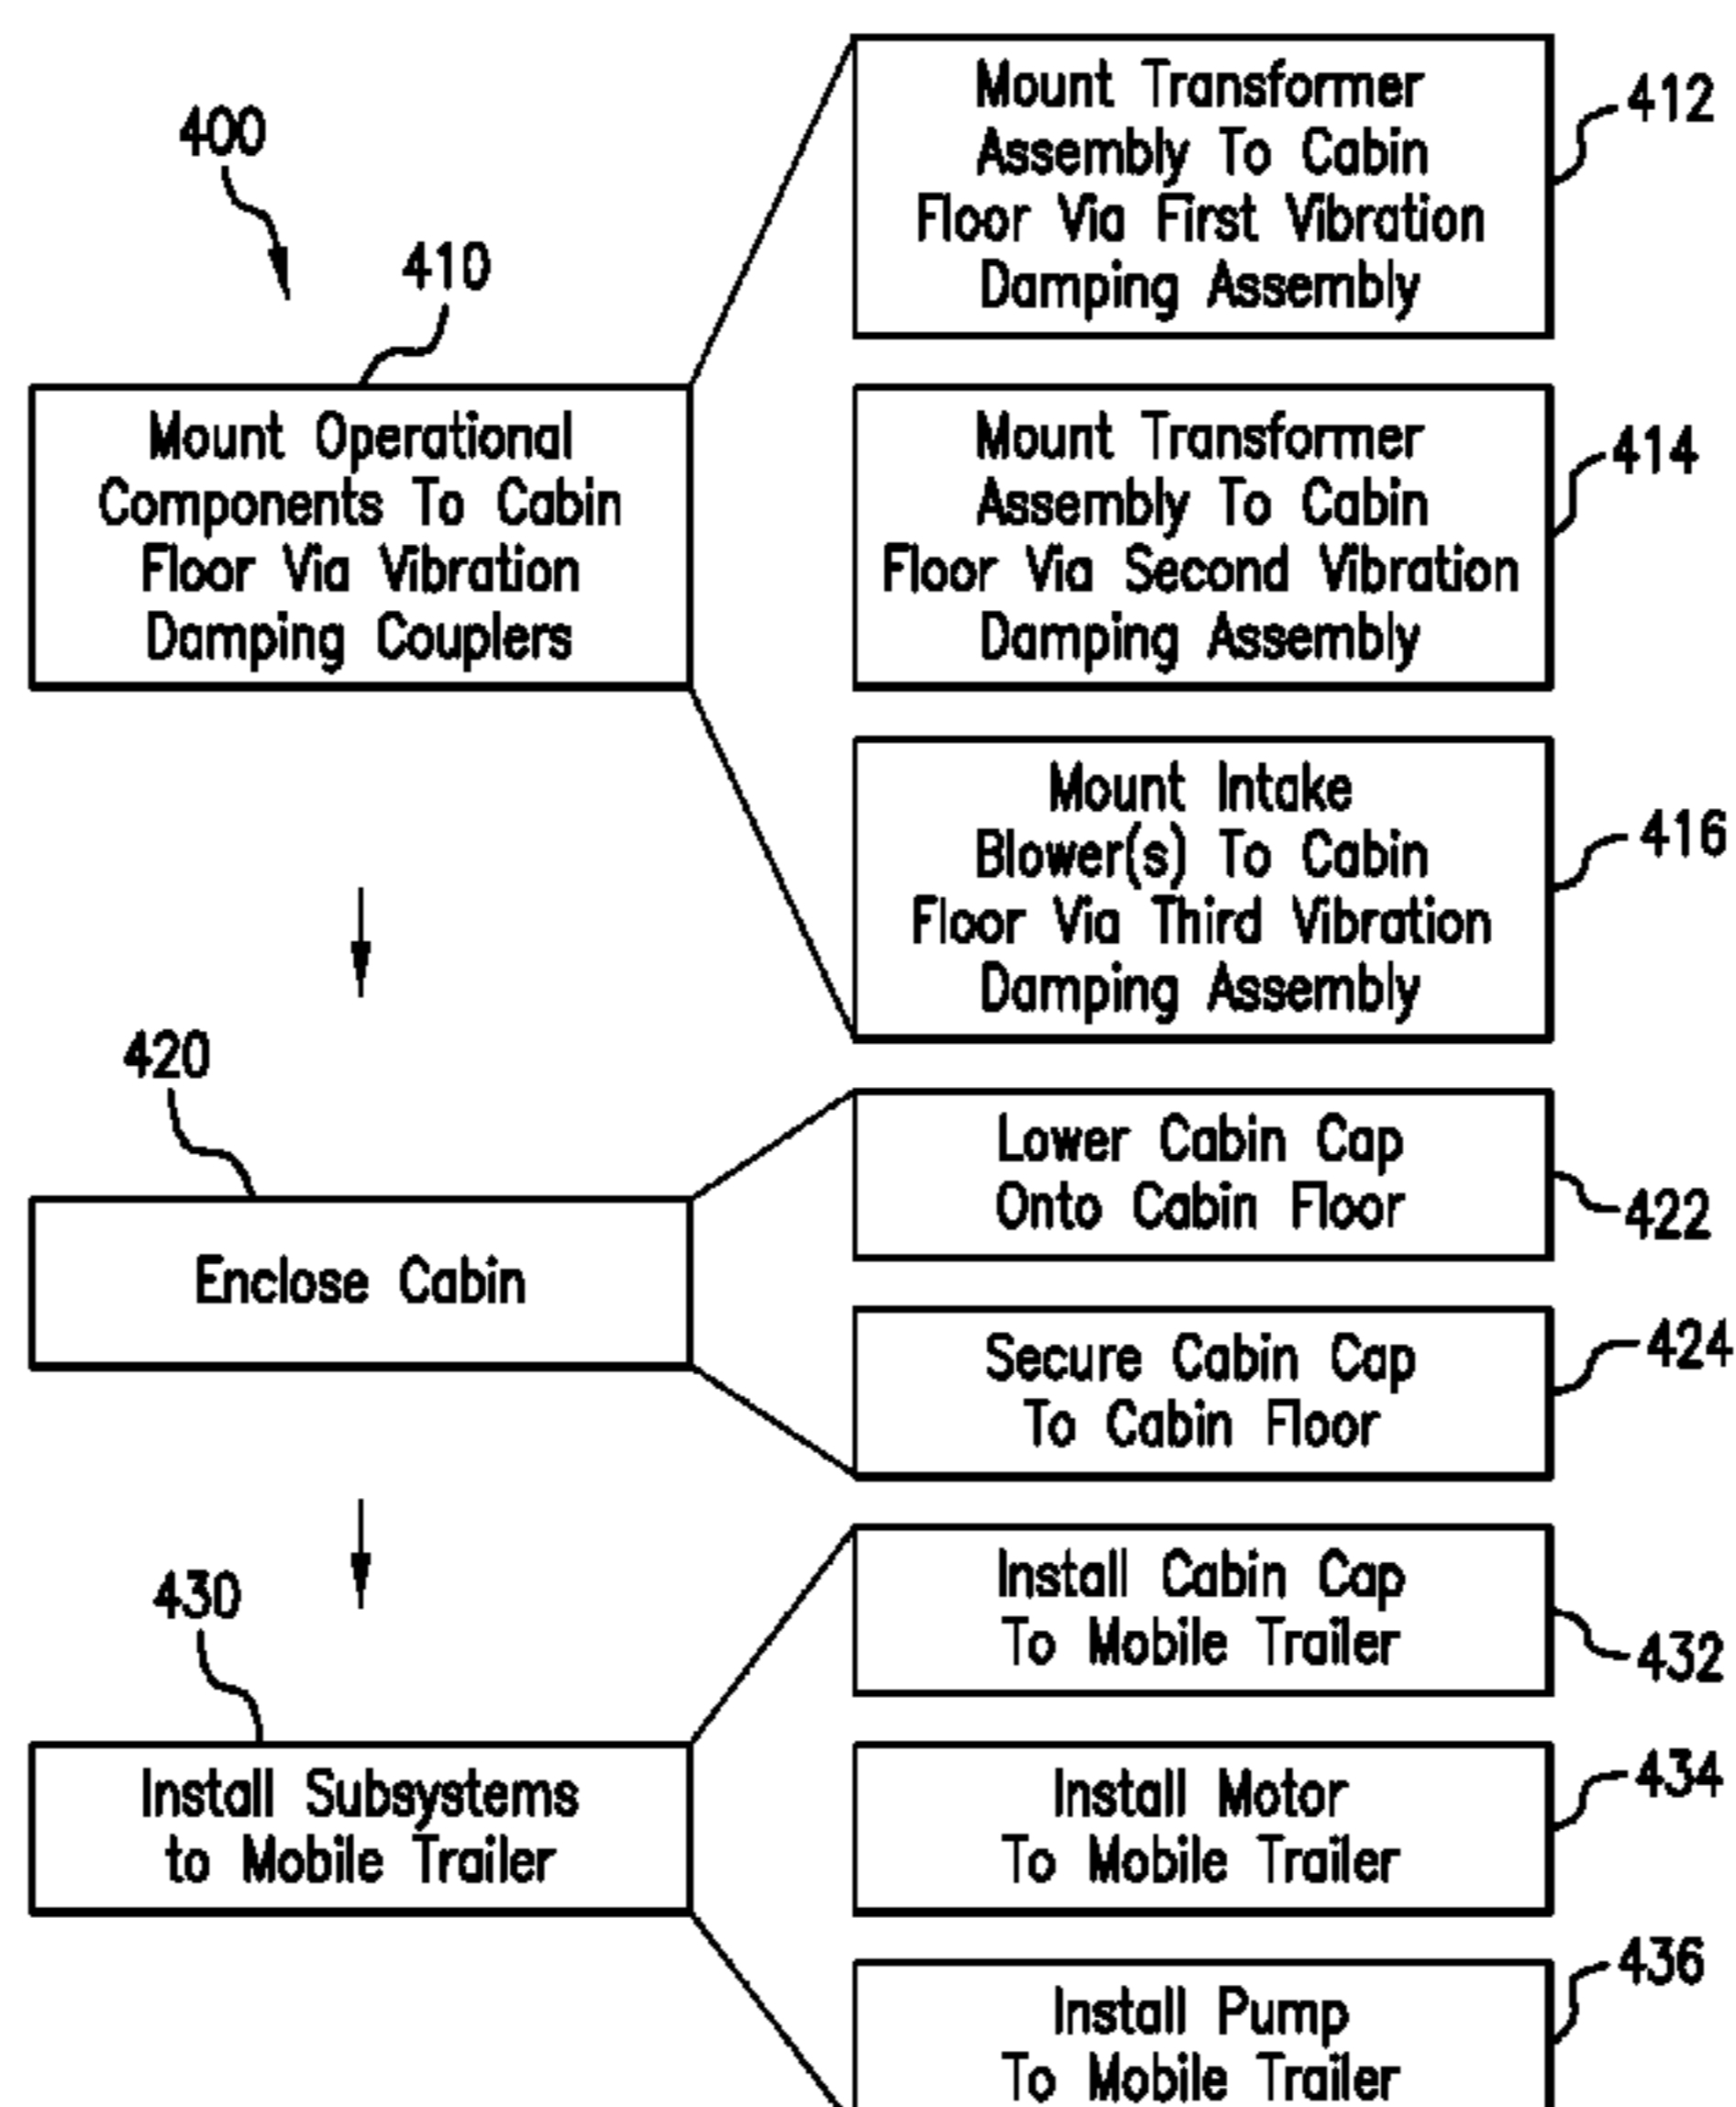 400
410
Mount Operational
Components To Cabin
Floor Via Vibration
Damping Couplers
Mount Transformer
Assembly To Cabin
Floor Via First Vibration
Damping Assembly
412
Mount Transformer
Assembly To Cabin
Floor Via Second Vibration
Damping Assembly
414
Mount Intake
Blower(s) To Cabin
Floor Via Third Vibration
Damping Assembly
416
420
Enclose Cabin
Lower Cabin Cap
Onto Cabin Floor
422
Secure Cabin Cap
To Cabin Floor
424
430
Install Subsystems
to Mobile Trailer
Install Cabin Cap
To Mobile Trailer
432
Install Motor
To Mobile Trailer
434
Install Pump
To Mobile Trailer
436